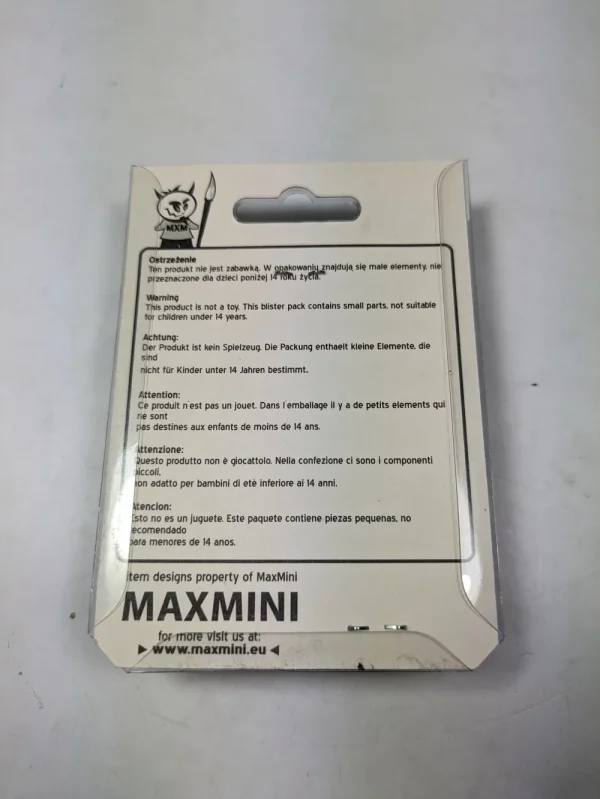 MXM
Ostrzeżenie
Ten produkt nie jest zabawką. W opakowaniu znajdują się małe elementy, nie
przeznaczone dla dzieci poniżej 14 roku życia.
Warning
This product is not a toy. This blister pack contains small parts, not suitable
for children under 14 years.
Achtung:
Der Produkt ist kein Spielzeug. Die Packung enthaelt kleine Elemente, die
sind
nicht für Kinder unter 14 Jahren bestimmt.
Attention:
Ce produit n'est pas un jouet. Dans l'emballage il y a de petits elements qui
ne sont
pas destines aux enfants de moins de 14 ans.
Attenzione:
Questo produtto non è giocattolo. Nella confezione ci sono i componenti
piccoli,
non adatto per bambini di etè inferiore ai 14 anni.
Atencion:
Esto no es un juguete. Este paquete contiene piezas pequenas, no
recomendado
para menores de 14 anos.
Item designs property of MaxMini
MAXMINI
for more visit us at:
www.maxmini.eu